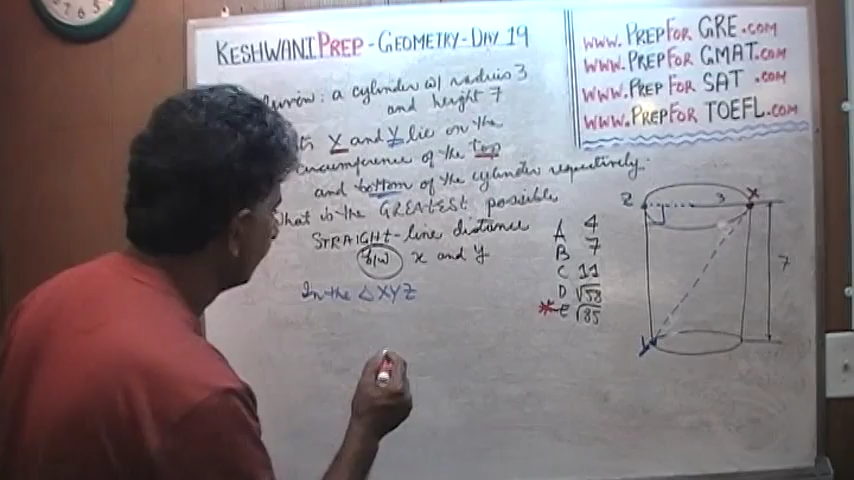 KESHWANI PREP - GEOMETRY - DAY 19
www. PREPFOR GRE .COM
www. PREPFOR GMAT.COM
www. PREP FOR SAT .COM
www. PREPFOR TOEFL.COM
: a cylinder w/ radius 3
and height 7
X and Y lie on the
circumference of the top
and bottom of the cylinder respectively.
What is the GREATEST possible
STRAIGHT-line distance
b/w x and y
A 4
B 7
C 11
D √58
* E √85
In the △ XYZ
Z 3 X
7
Y